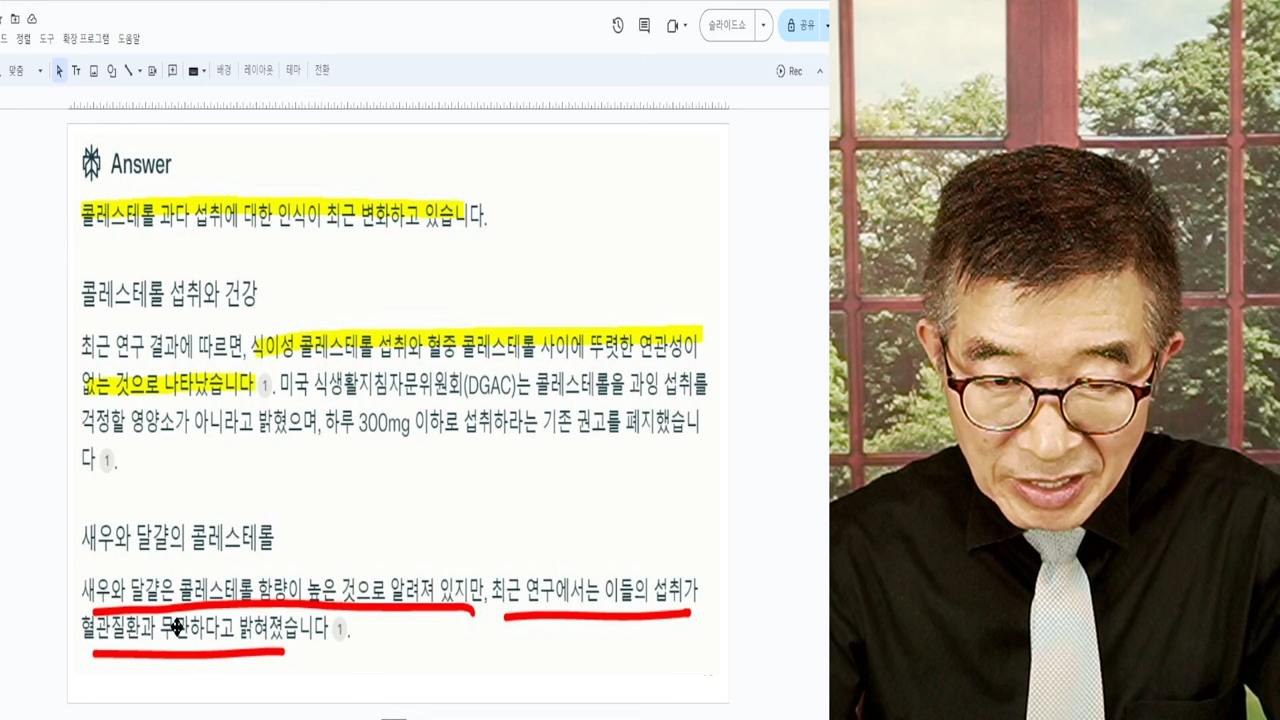 드 정렬 도구 확장 프로그램 도움말
슬라이드쇼
공유
맞춤
Tт
배경 레이아웃 테마 전환
Rec
Answer
콜레스테롤 과다 섭취에 대한 인식이 최근 변화하고 있습니다.
콜레스테롤 섭취와 건강
최근 연구 결과에 따르면, 식이성 콜레스테롤 섭취와 혈중 콜레스테롤 사이에 뚜렷한 연관성이
없는 것으로 나타났습니다 1. 미국 식생활지침자문위원회(DGAC)는 콜레스테롤을 과잉 섭취를
걱정할 영양소가 아니라고 밝혔으며, 하루 300mg 이하로 섭취하라는 기존 권고를 폐지했습니
다 1.
새우와 달걀의 콜레스테롤
새우와 달걀은 콜레스테롤 함량이 높은 것으로 알려져 있지만, 최근 연구에서는 이들의 섭취가
혈관질환과 무관하다고 밝혀졌습니다 1.